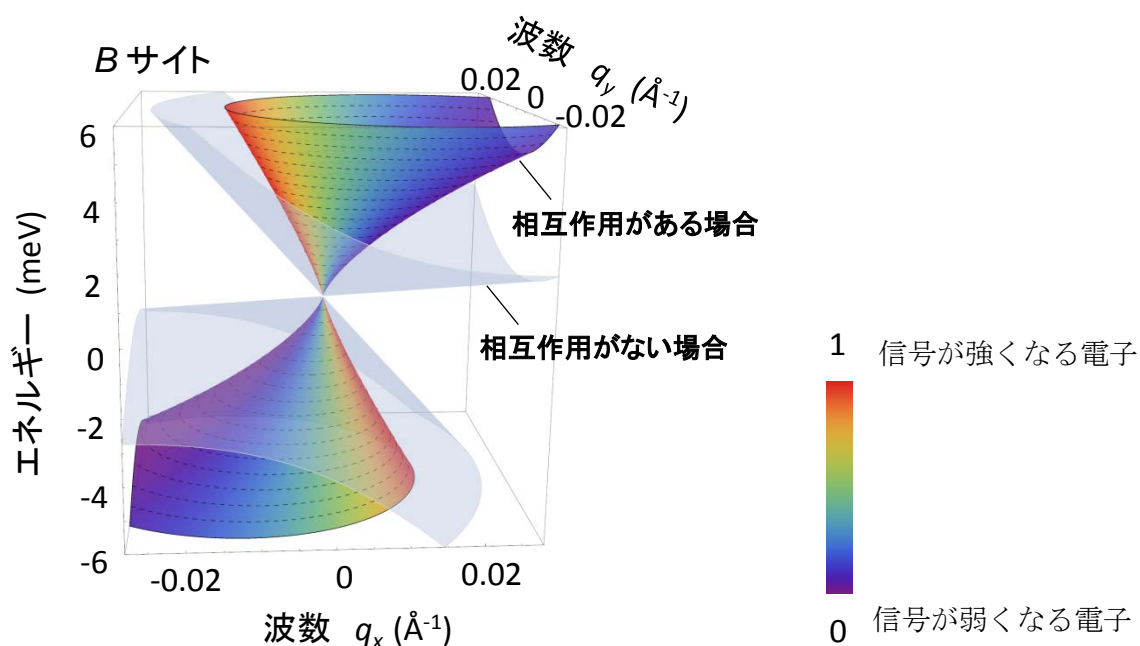 B サイト
波数 qy (Å-1)
0.02 0 -0.02
6
4
2
0
-2
-4
-6
エネルギー (meV)
相互作用がある場合
相互作用がない場合
-0.02 0 0.02
波数 qx (Å-1)
1 信号が強くなる電子
0 信号が弱くなる電子